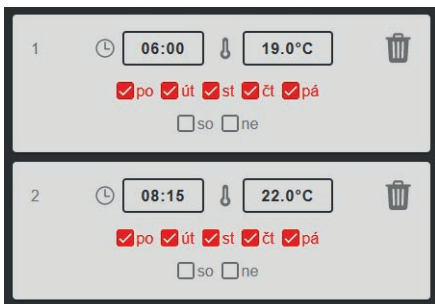 1 06:00 19.0°C
po út st čt pá
so ne
2 08:15 22.0°C
po út st čt pá
so ne